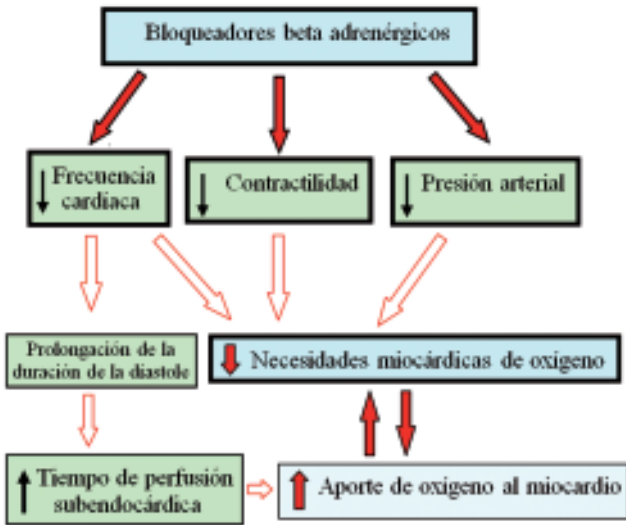 Bloqueadores beta adrenérgicos
Frecuencia
cardiaca
Contractilidad
Presión arterial
Prolongación de la
duración de la diastole
Necesidades miocárdicas de oxígeno
Tiempo de perfusión
subendocárdica
Aporte de oxigeno al miocardio